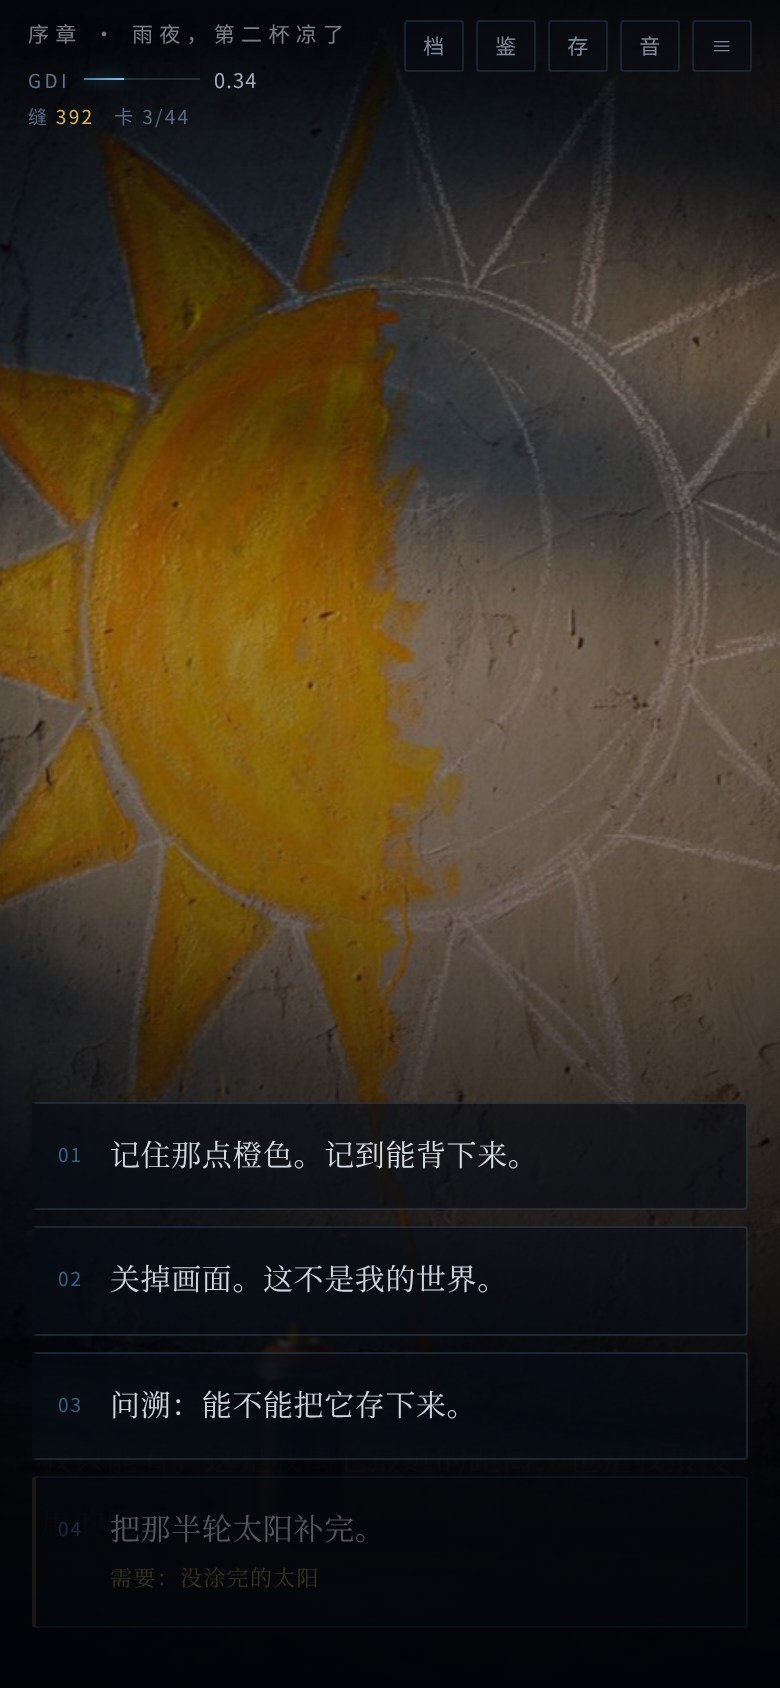 序章 · 雨夜，第二杯凉了
档 鉴 存 音 ≡
GDI 0.34
缝 392 卡 3/44
01 记住那点橙色。记到能背下来。
02 关掉画面。这不是我的世界。
03 问溯：能不能把它存下来。
04 把那半轮太阳补完。
需要：没涂完的太阳